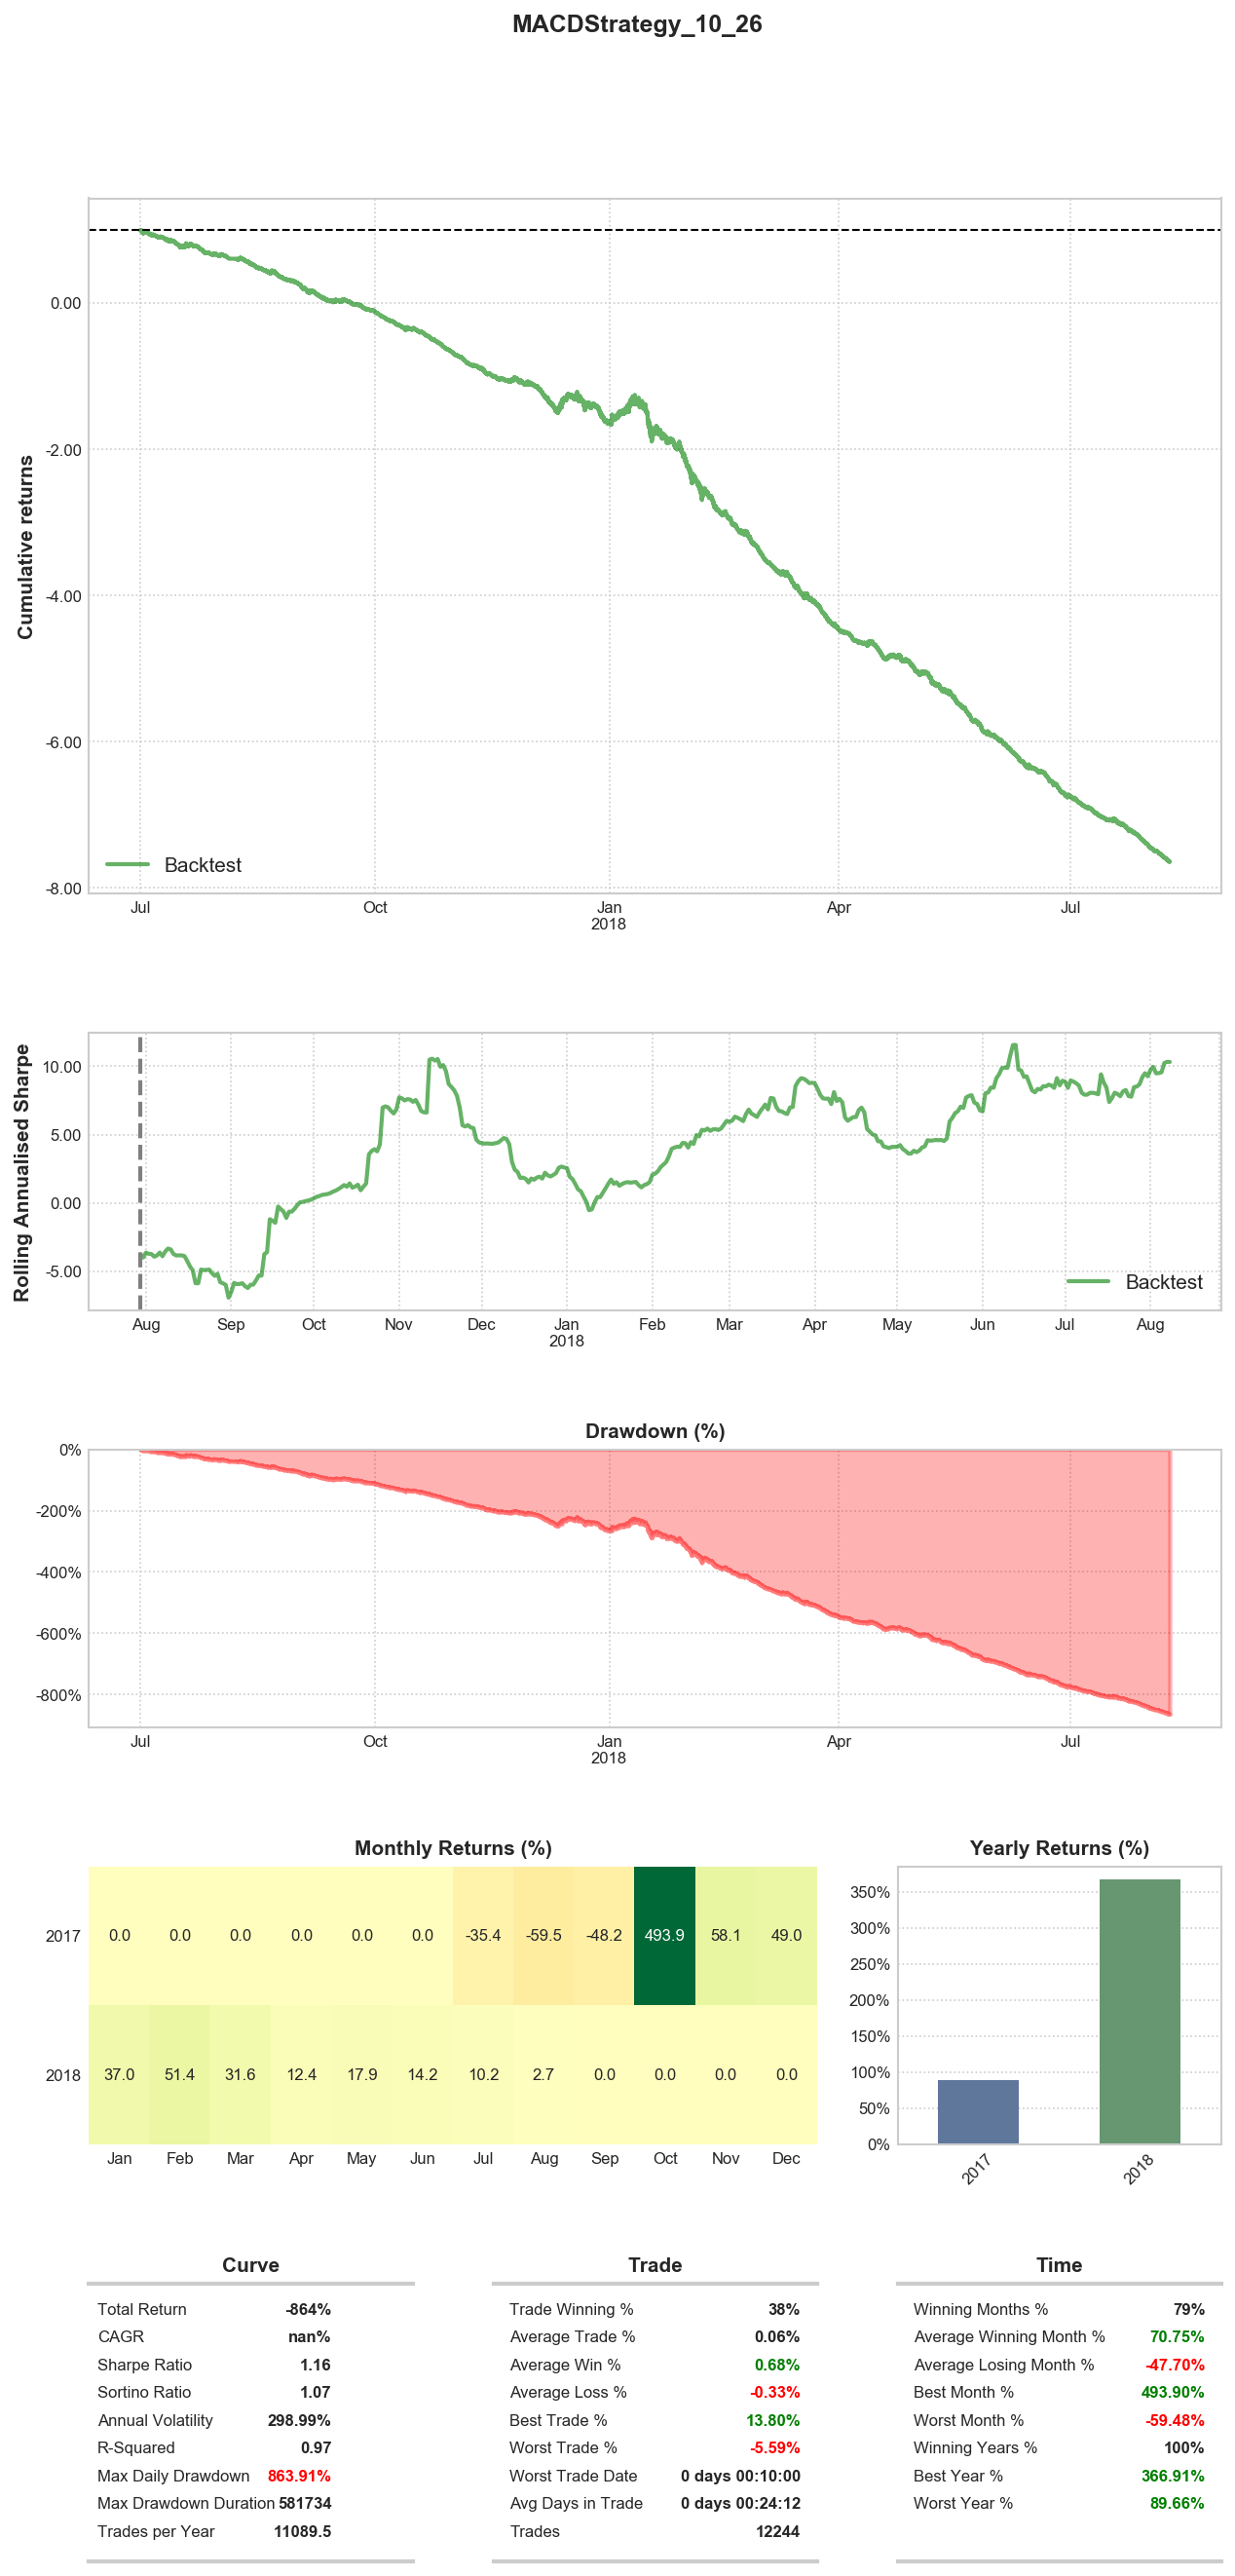 MACDStrategy_10_26
Cumulative returns
0.00
-2.00
-4.00
-6.00
-8.00
Backtest
Jul Oct Jan Apr Jul
2018
Rolling Annualised Sharpe
10.00
5.00
0.00
-5.00
Backtest
Aug Sep Oct Nov Dec Jan Feb Mar Apr May Jun Jul Aug
2018
Drawdown (%)
0%
-200%
-400%
-600%
-800%
Jul Oct Jan Apr Jul
2018
Monthly Returns (%)
2017 0.0 0.0 0.0 0.0 0.0 0.0 -35.4 -59.5 -48.2 493.9 58.1 49.0
2018 37.0 51.4 31.6 12.4 17.9 14.2 10.2 2.7 0.0 0.0 0.0 0.0
Jan Feb Mar Apr May Jun Jul Aug Sep Oct Nov Dec
Yearly Returns (%)
350%
300%
250%
200%
150%
100%
50%
0%
2017 2018
Curve
Total Return -864%
CAGR nan%
Sharpe Ratio 1.16
Sortino Ratio 1.07
Annual Volatility 298.99%
R-Squared 0.97
Max Daily Drawdown 863.91%
Max Drawdown Duration 581734
Trades per Year 11089.5
Trade
Trade Winning % 38%
Average Trade % 0.06%
Average Win % 0.68%
Average Loss % -0.33%
Best Trade % 13.80%
Worst Trade % -5.59%
Worst Trade Date 0 days 00:10:00
Avg Days in Trade 0 days 00:24:12
Trades 12244
Time
Winning Months % 79%
Average Winning Month % 70.75%
Average Losing Month % -47.70%
Best Month % 493.90%
Worst Month % -59.48%
Winning Years % 100%
Best Year % 366.91%
Worst Year % 89.66%